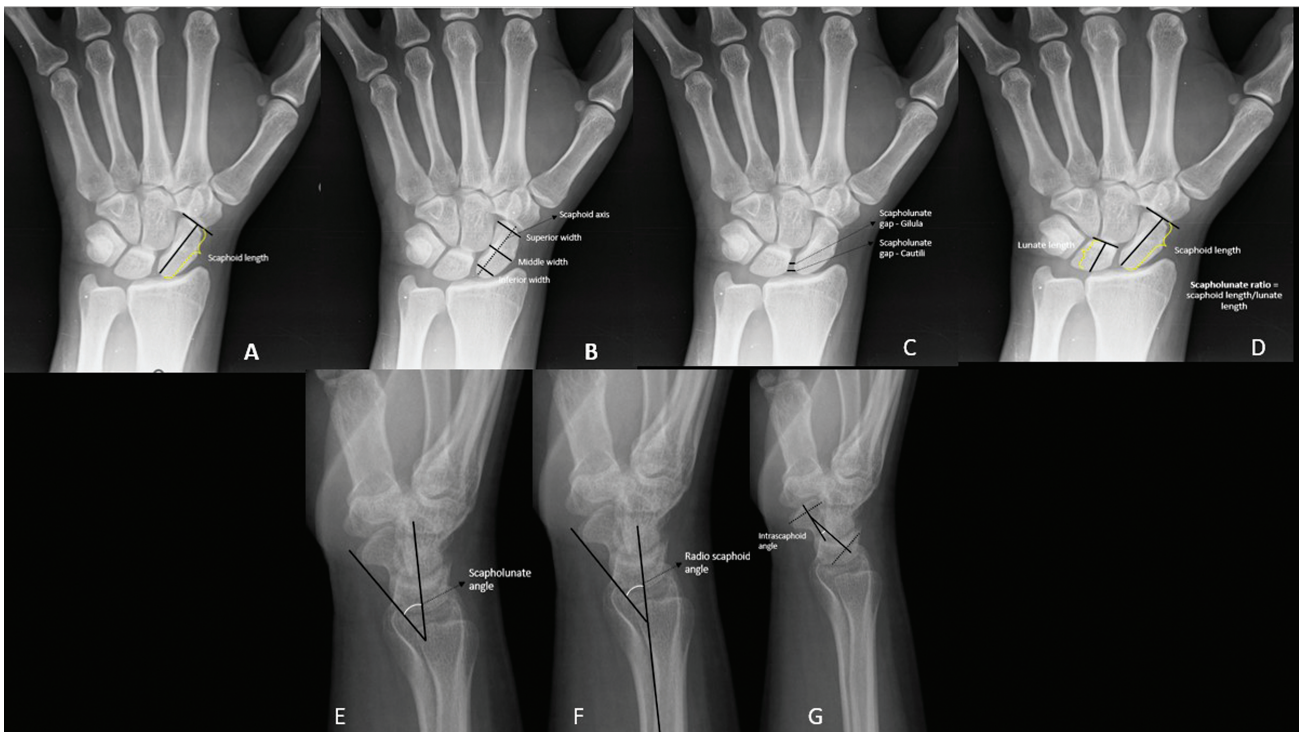 Scaphoid length
A
Scaphoid axis
Superior width
Middle width
Inferior width
B
Scapholunate
gap - Gilula
Scapholunate
gap - Cautili
C
Lunate length
Scaphoid length
Scapholunate ratio =
scaphoid length/lunate
length
D
Scapholunate
angle
E
Radio scaphoid
angle
F
Intrascaphoid
angle
G